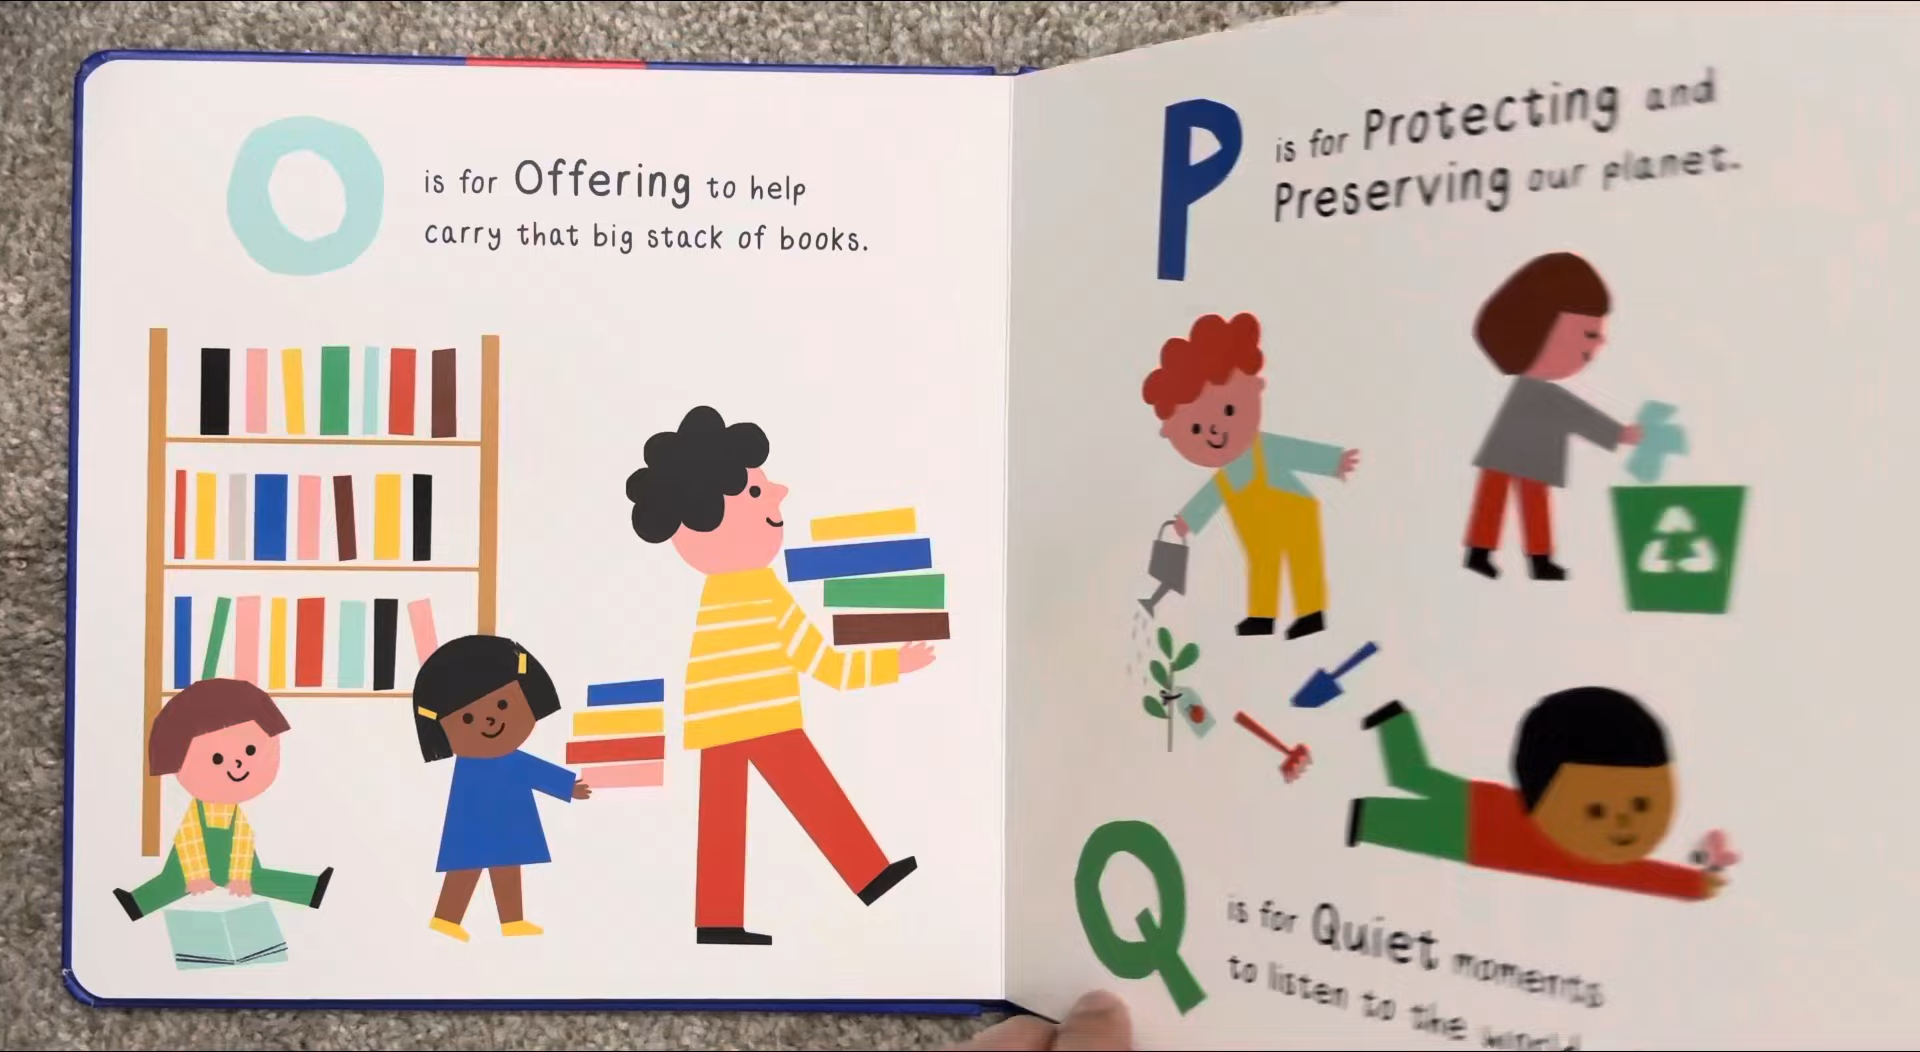 O is for Offering to help
carry that big stack of books.
P is for Protecting and
Preserving our planet.
Q is for Quiet moments
to listen to the world